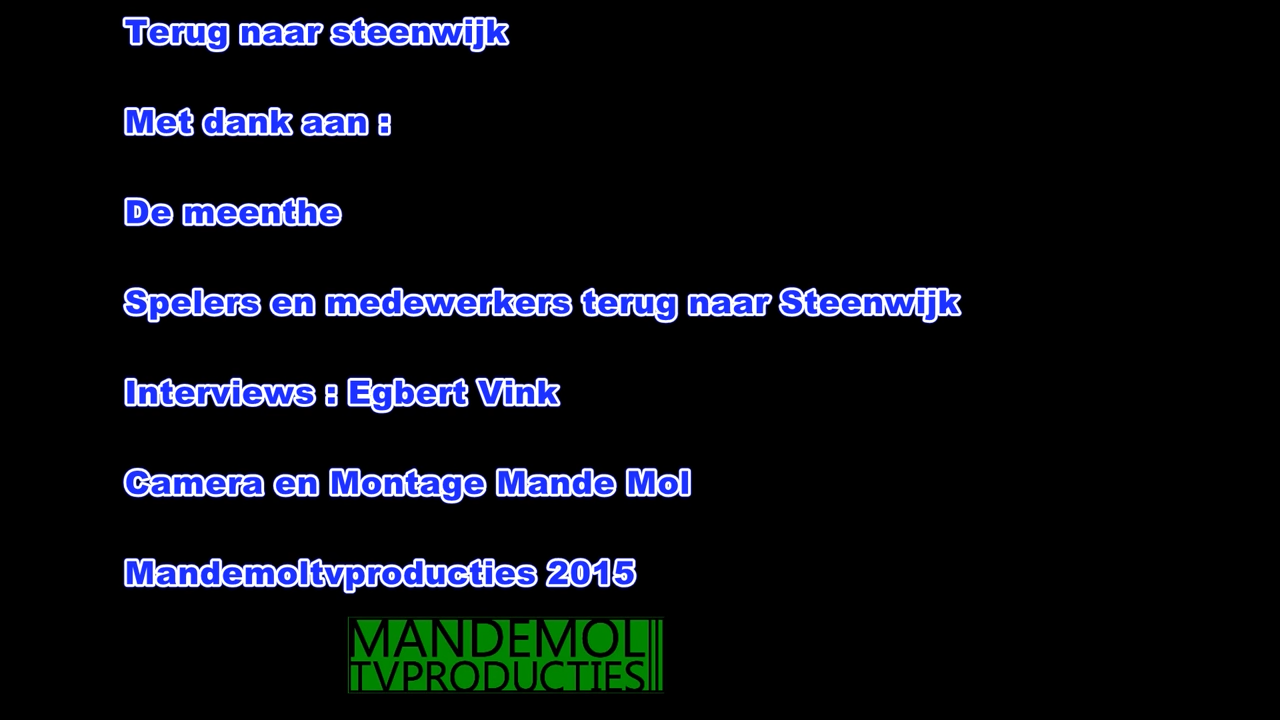 Terug naar steenwijk
Met dank aan :
De meenthe
Spelers en medewerkers terug naar Steenwijk
Interviews : Egbert Vink
Camera en Montage Mande Mol
Mandemoltvproducties 2015
MANDEMOL
TVPRODUCTIES